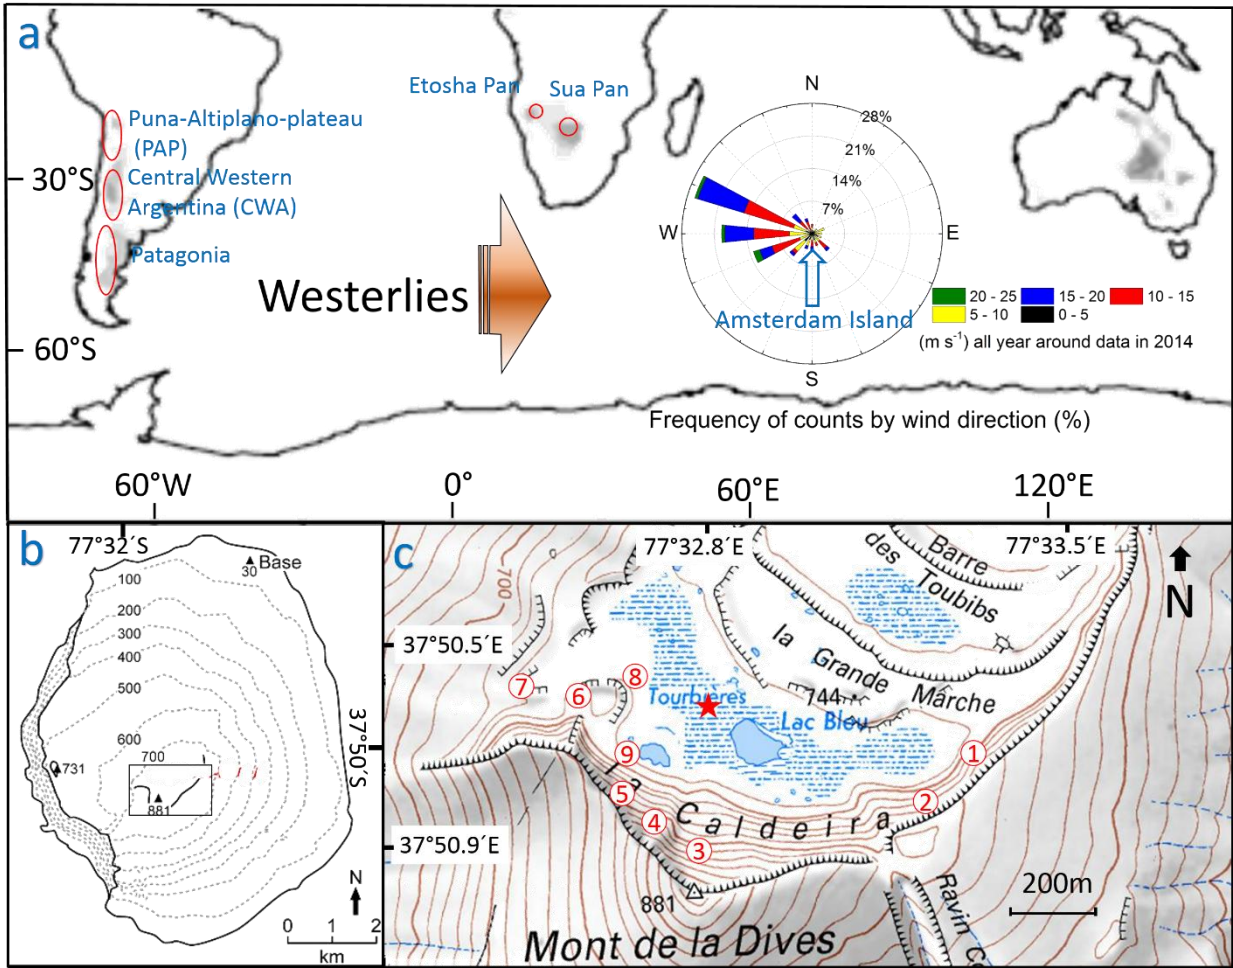 a
Etosha Pan
Sua Pan
Puna-Altiplano-plateau
(PAP)
30°S
Central Western
Argentina (CWA)
Patagonia
Westerlies
60°S
N
28%
21%
14%
7%
W
E
S
Amsterdam Island
20 - 25
15 - 20
10 - 15
5 - 10
0 - 5
(m s⁻¹) all year around data in 2014
Frequency of counts by wind direction (%)
60°W
0°
60°E
120°E
b
77°32´S
30
Base
100
200
300
400
500
600
700
731
881
37°50´S
N
0
1
2
km
c
77°32.8´E
77°33.5´E
N
700
37°50.5´E
37°50.9´E
Barre
des Toubibs
la Grande Marche
744
Tourbières
Lac Bleu
7
6
8
9
5
4
3
1
2
la Caldeira
881
Mont de la Dives
200m
Ravin